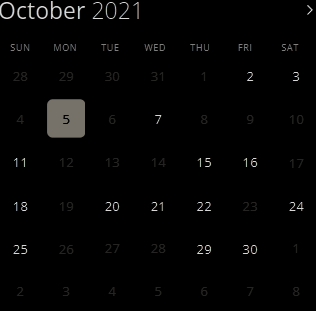 October 2021
SUN MON TUE WED THU FRI SAT
28 29 30 31 1 2 3
4 5 6 7 8 9 10
11 12 13 14 15 16 17
18 19 20 21 22 23 24
25 26 27 28 29 30 1
2 3 4 5 6 7 8